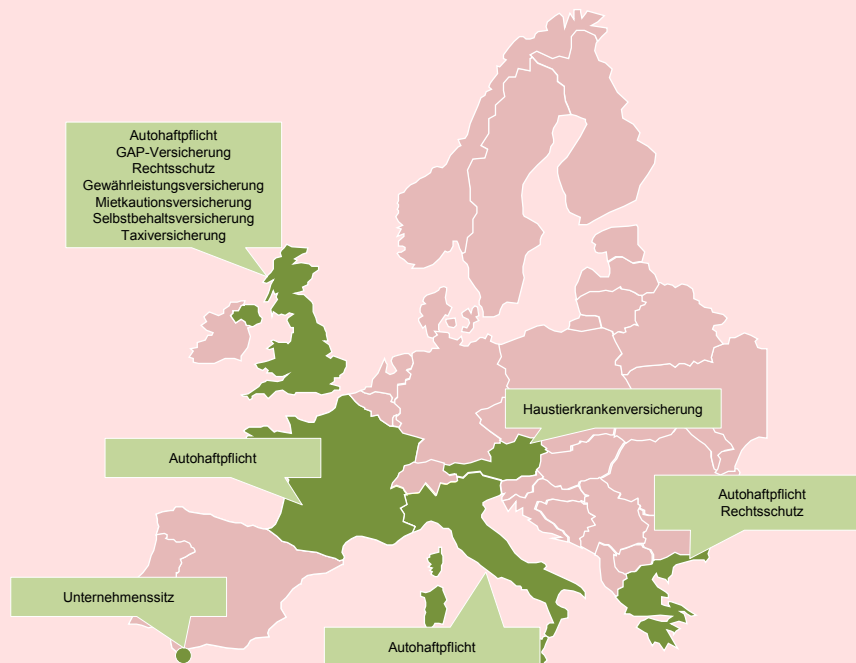 Autohaftpflicht
GAP-Versicherung
Rechtsschutz
Gewährleistungsversicherung
Mietkautionsversicherung
Selbstbehaltsversicherung
Taxiversicherung
Haustierkrankenversicherung
Autohaftpflicht
Autohaftpflicht
Rechtsschutz
Unternehmenssitz
Autohaftpflicht